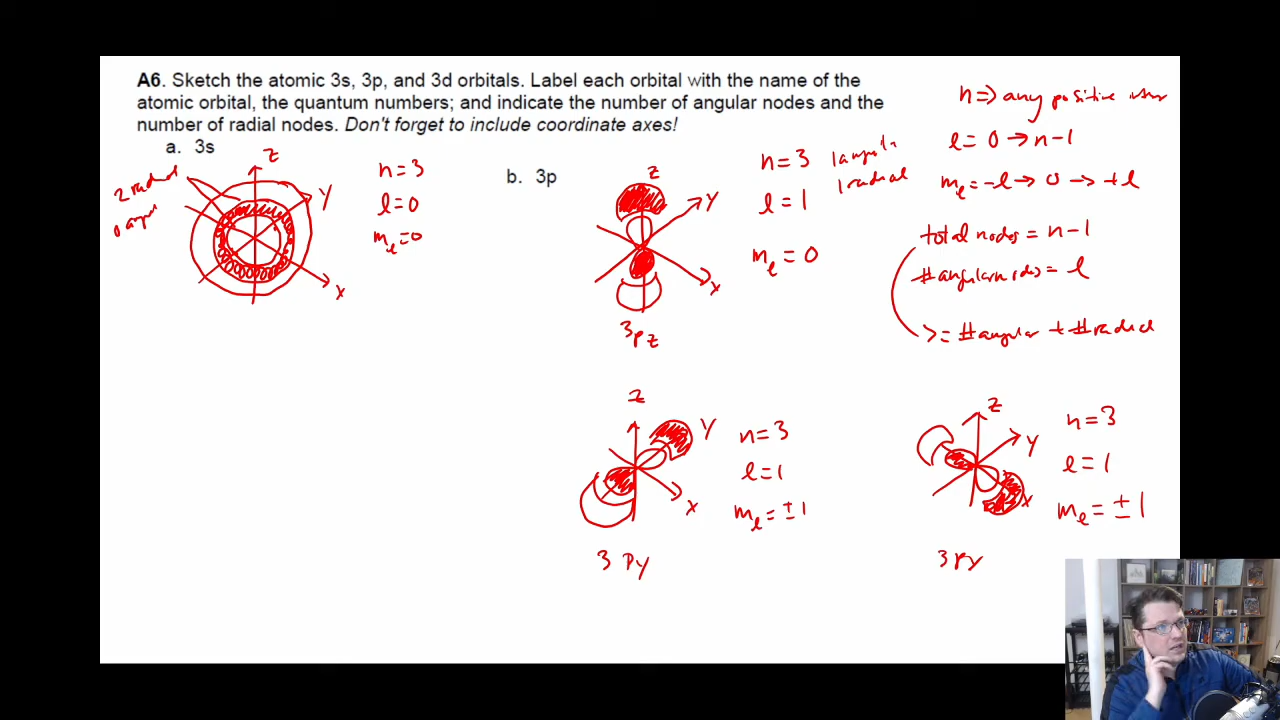 A6. Sketch the atomic 3s, 3p, and 3d orbitals. Label each orbital with the name of the
atomic orbital, the quantum numbers; and indicate the number of angular nodes and the
number of radial nodes. Don't forget to include coordinate axes!
a. 3s
2 radial
0
z
y
x
n=3
l=0
mₗ=0
b. 3p
z
y
x
3pz
n=3
l=1
mₗ=0
1
1 radial
n=> any positive
l= 0→n-1
mₗ=-l→0→+l
total nodes = n-1
#angular nodes= l
>= #angular + #radial
z
y
x
3 Py
n=3
l=1
mₗ=±1
z
y
x
3 Py
n=3
l=1
mₗ=±1